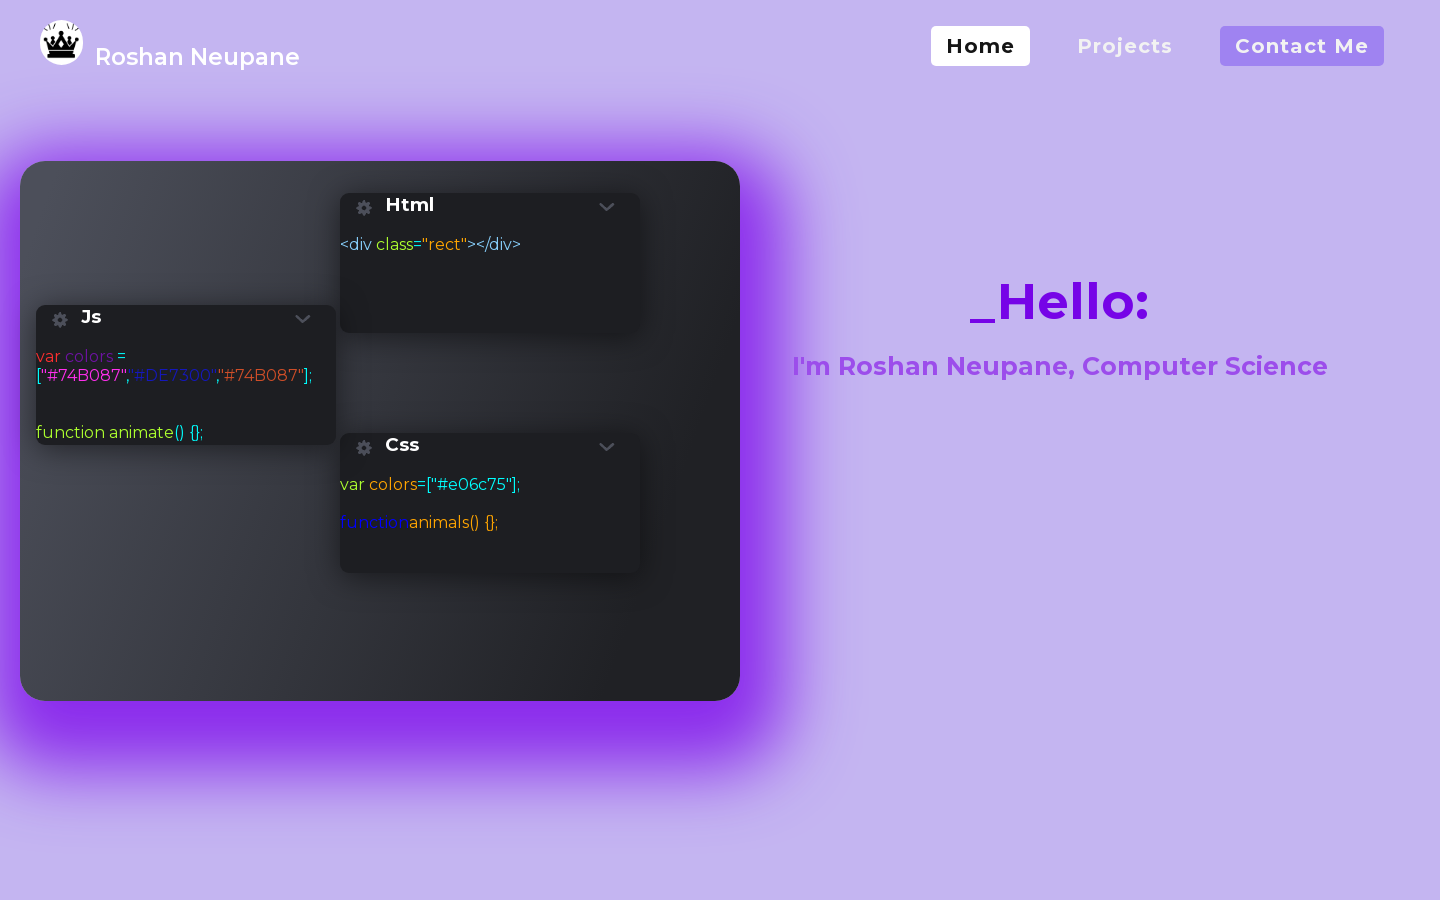 Roshan Neupane
Home
Projects
Contact Me
Html
<div class="rect"></div>
Js
var colors =
["#74B087","#DE7300","#74B087"];
function animate() {};
Css
var colors=["#e06c75"];
function animals() {};
_Hello:
I'm Roshan Neupane, Computer Science